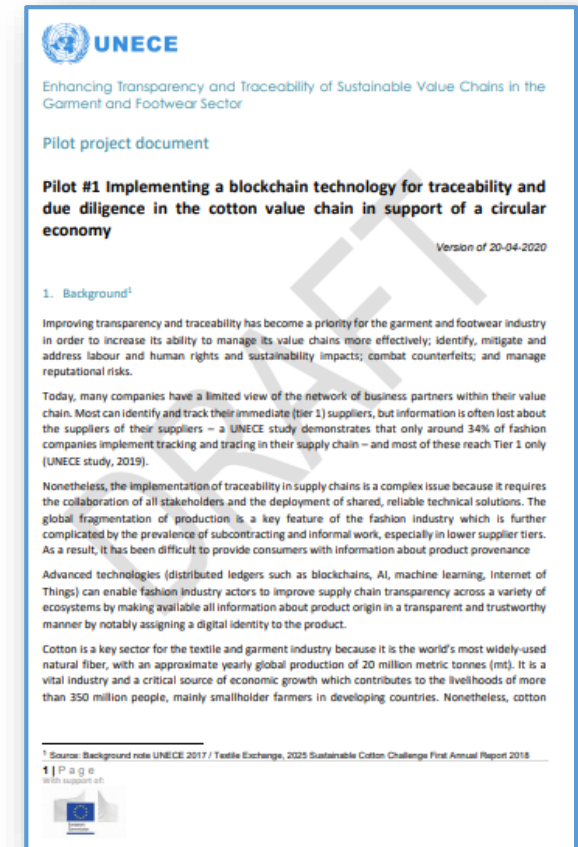 UNECE
Enhancing Transparency and Traceability of Sustainable Value Chains in the
Garment and Footwear Sector
Pilot project document
Pilot #1 Implementing a blockchain technology for traceability and
due diligence in the cotton value chain in support of a circular
economy
Version of 20-04-2020
DRAFT
1. Background¹
Improving transparency and traceability has become a priority for the garment and footwear industry
in order to increase its ability to manage its value chains more effectively; identify, mitigate and
address labour and human rights and sustainability impacts; combat counterfeits; and manage
reputational risks.
Today, many companies have a limited view of the network of business partners within their value
chain. Most can identify and track their immediate (tier 1) suppliers, but information is often lost about
the suppliers of their suppliers – a UNECE study demonstrates that only around 34% of fashion
companies implement tracking and tracing in their supply chain – and most of these reach Tier 1 only
(UNECE study, 2019).
Nonetheless, the implementation of traceability in supply chains is a complex issue because it requires
the collaboration of all stakeholders and the deployment of shared, reliable technical solutions. The
global fragmentation of production is a key feature of the fashion industry which is further
complicated by the prevalence of subcontracting and informal work, especially in lower supplier tiers.
As a result, it has been difficult to provide consumers with information about product provenance
Advanced technologies (distributed ledgers such as blockchains, AI, machine learning, Internet of
Things) can enable fashion industry actors to improve supply chain transparency across a variety of
ecosystems by making available all information about product origin in a transparent and trustworthy
manner by notably assigning a digital identity to the product.
Cotton is a key sector for the textile and garment industry because it is the world's most widely-used
natural fiber, with an approximate yearly global production of 20 million metric tonnes (mt). It is a
vital industry and a critical source of economic growth which contributes to the livelihoods of more
than 350 million people, mainly smallholder farmers in developing countries. Nonetheless, cotton
¹ Source: Background note UNECE 2017 / Textile Exchange, 2025 Sustainable Cotton Challenge First Annual Report 2018
1 | P a g e
With support of:
European
Commission